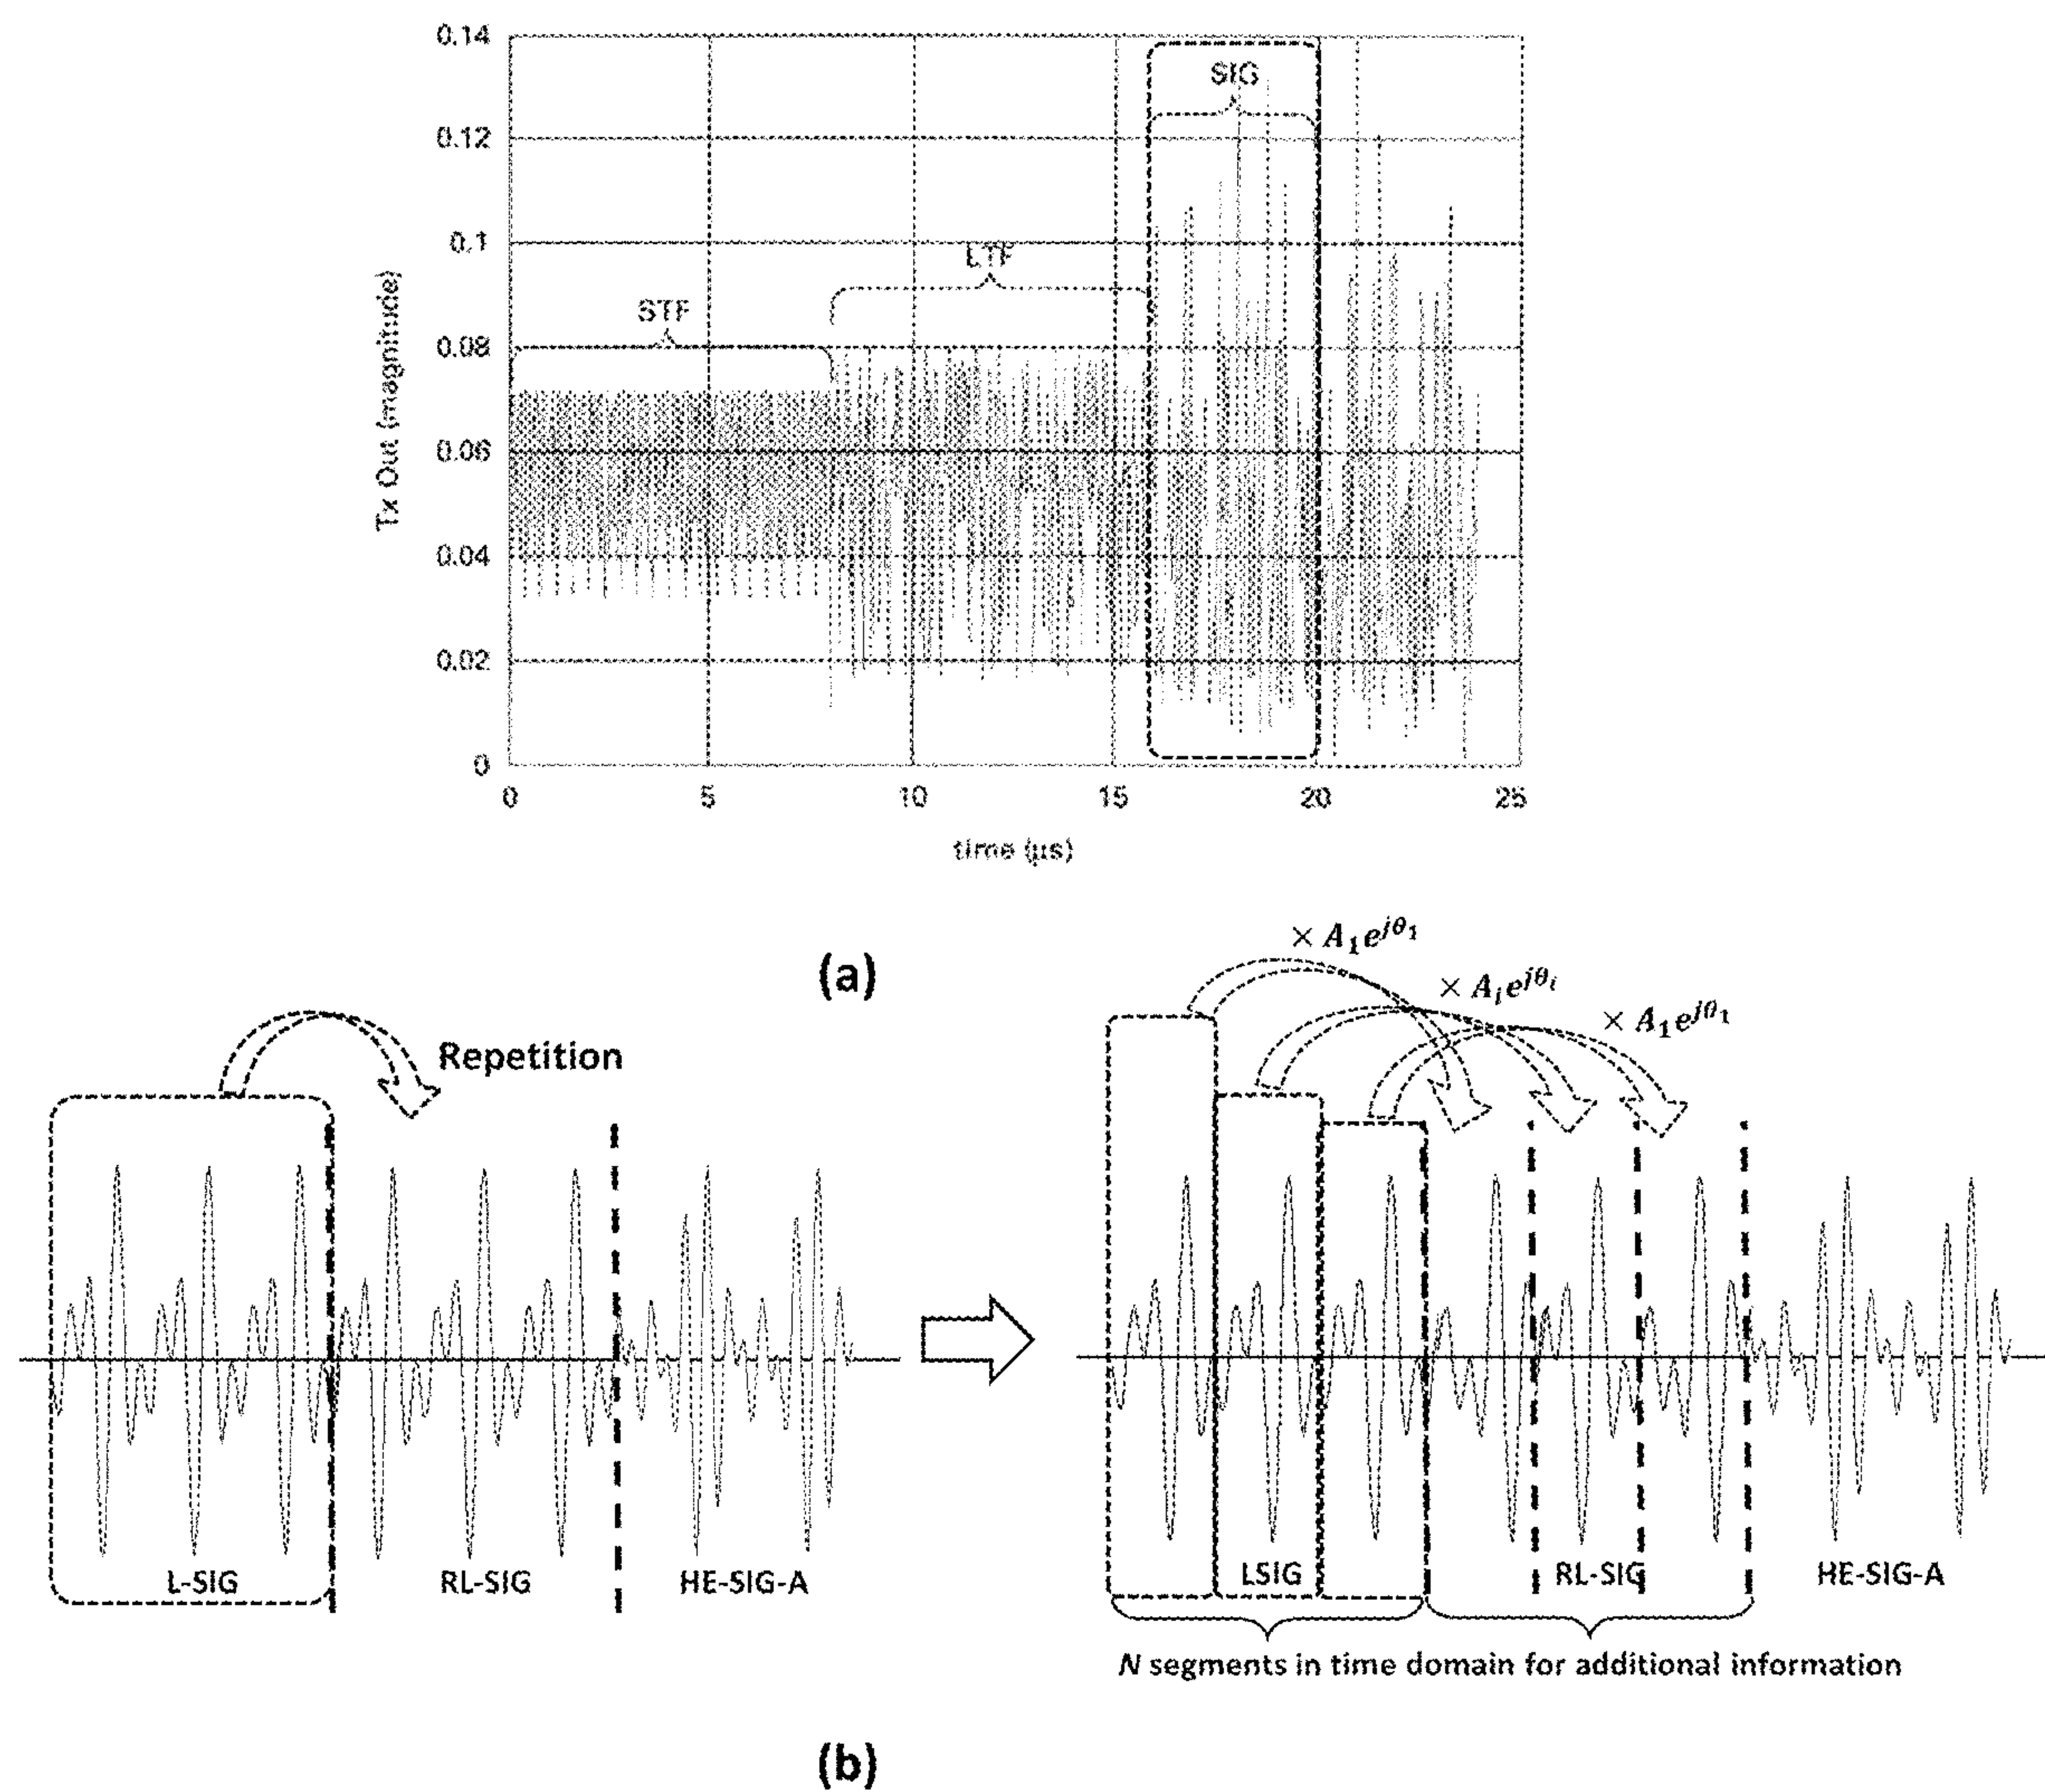 0.14
SIG
0.12
0.1
LTF
STF
0.08
0.06
0.04
0.02
0
Tx Out (magnitude)
0 5 10 15 20 25
time (μs)
(a)
× A₁e^{jθ₁}
× Aᵢe^{jθᵢ}
× A₁e^{jθ₁}
Repetition
L-SIG RL-SIG HE-SIG-A
LSIG RL-SIG HE-SIG-A
N segments in time domain for additional information
(b)